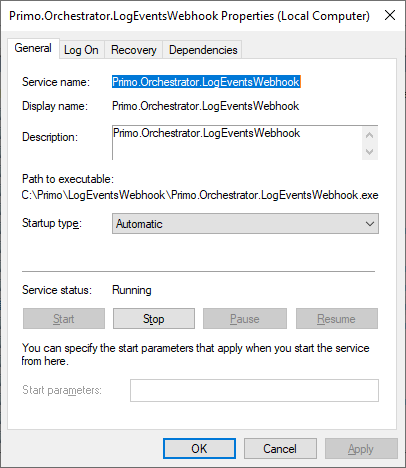 Primo.Orchestrator.LogEventsWebhook Properties (Local Computer)
General Log On Recovery Dependencies
Service name: Primo.Orchestrator.LogEventsWebhook
Display name: Primo.Orchestrator.LogEventsWebhook
Description: Primo.Orchestrator.LogEventsWebhook
Path to executable:
C:\Primo\LogEventsWebhook\Primo.Orchestrator.LogEventsWebhook.exe
Startup type: Automatic
Service status: Running
Start Stop Pause Resume
You can specify the start parameters that apply when you start the service
from here.
Start parameters:
OK Cancel Apply